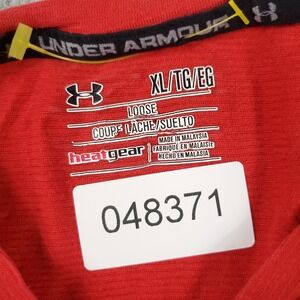 UNDER ARMOUR
XL/TG/EG
LOOSE
COUPE LÂCHE/SUELTO
heatgear
MADE IN MALAYSIA
FABRIQUÉ EN MALAISIE
HECHO EN MALASIA
048371